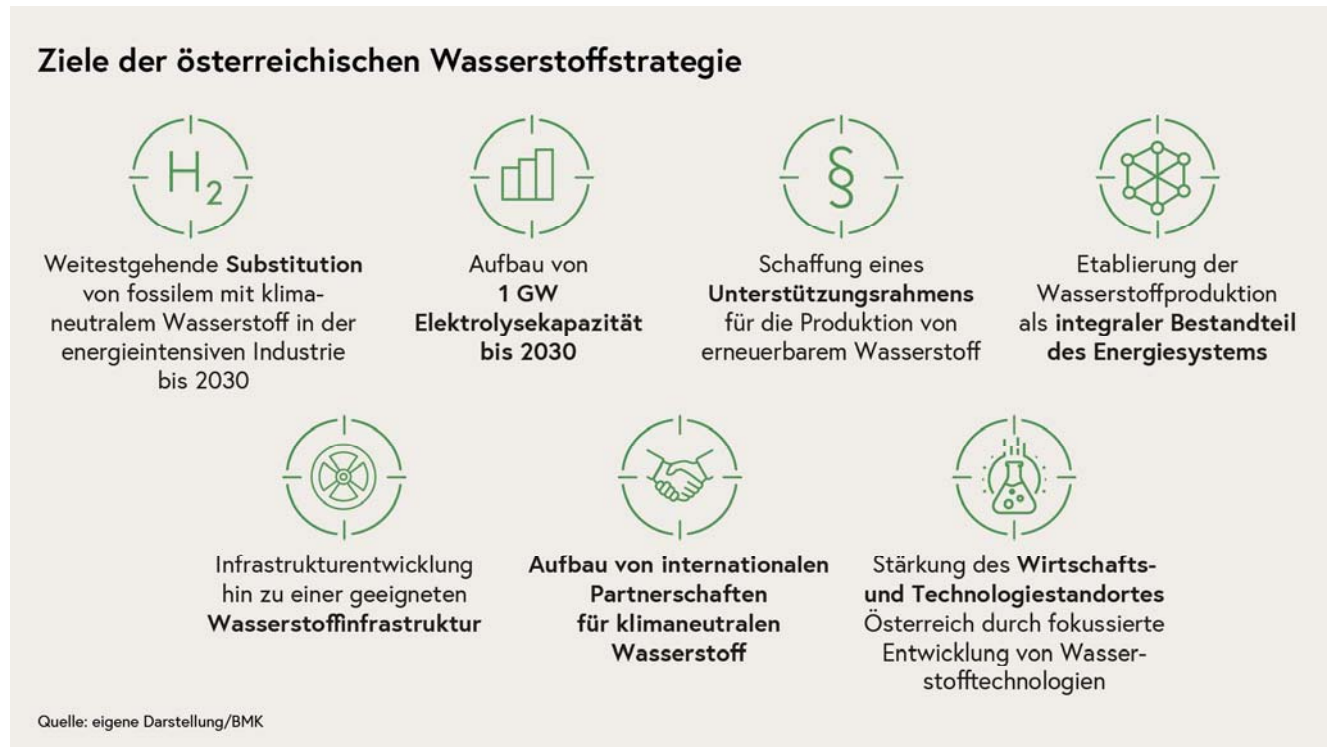 Ziele der österreichischen Wasserstoffstrategie
H2
§
Weitestgehende Substitution
von fossilem mit klima-
neutralem Wasserstoff in der
energieintensiven Industrie
bis 2030
Aufbau von
1 GW
Elektrolysekapazität
bis 2030
Schaffung eines
Unterstützungsrahmens
für die Produktion von
erneuerbarem Wasserstoff
Etablierung der
Wasserstoffproduktion
als integraler Bestandteil
des Energiesystems
Infrastrukturentwicklung
hin zu einer geeigneten
Wasserstoffinfrastruktur
Aufbau von internationalen
Partnerschaften
für klimaneutralen
Wasserstoff
Stärkung des Wirtschafts-
und Technologiestandortes
Österreich durch fokussierte
Entwicklung von Wasser-
stofftechnologien
Quelle: eigene Darstellung/BMK